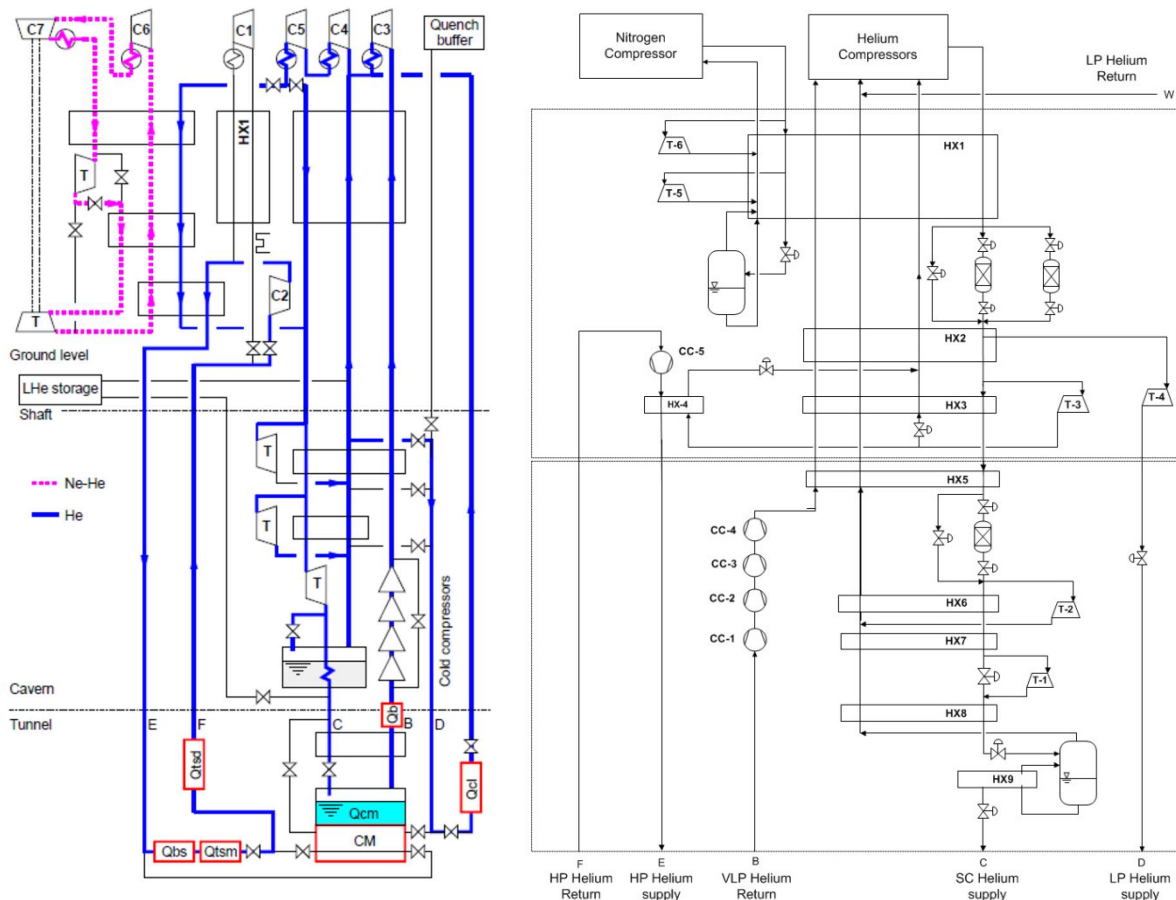 C7
C6
C1
C5
C4
C3
Quench
buffer
HX1
T
C2
T
Ground level
LHe storage
Shaft
T
Ne-He
He
T
T
Cold compressors
Cavern
Tunnel
E
F
C
Qb
B
D
Qtsd
Qcl
Qcm
CM
Qbs
Qtsm
Nitrogen
Compressor
Helium
Compressors
LP Helium
Return
W
T-6
HX1
T-5
HX2
CC-5
HX-4
HX3
T-3
T-4
HX5
CC-4
CC-3
CC-2
HX6
T-2
CC-1
HX7
T-1
HX8
HX9
F
E
B
C
D
HP Helium
Return
HP Helium
supply
VLP Helium
Return
SC Helium
supply
LP Helium
supply